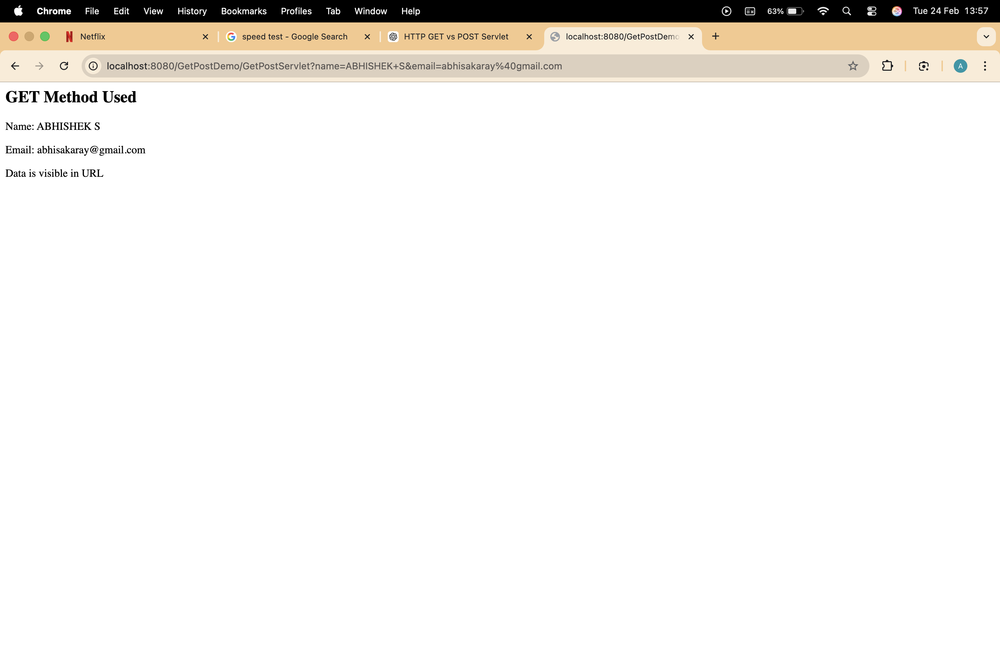 Chrome File Edit View History Bookmarks Profiles Tab Window Help 63% Tue 24 Feb 13:57
Netflix speed test - Google Search HTTP GET vs POST Servlet localhost:8080/GetPostDemo
localhost:8080/GetPostDemo/GetPostServlet?name=ABHISHEK+S&email=abhisakaray%40gmail.com A
GET Method Used
Name: ABHISHEK S
Email: abhisakaray@gmail.com
Data is visible in URL